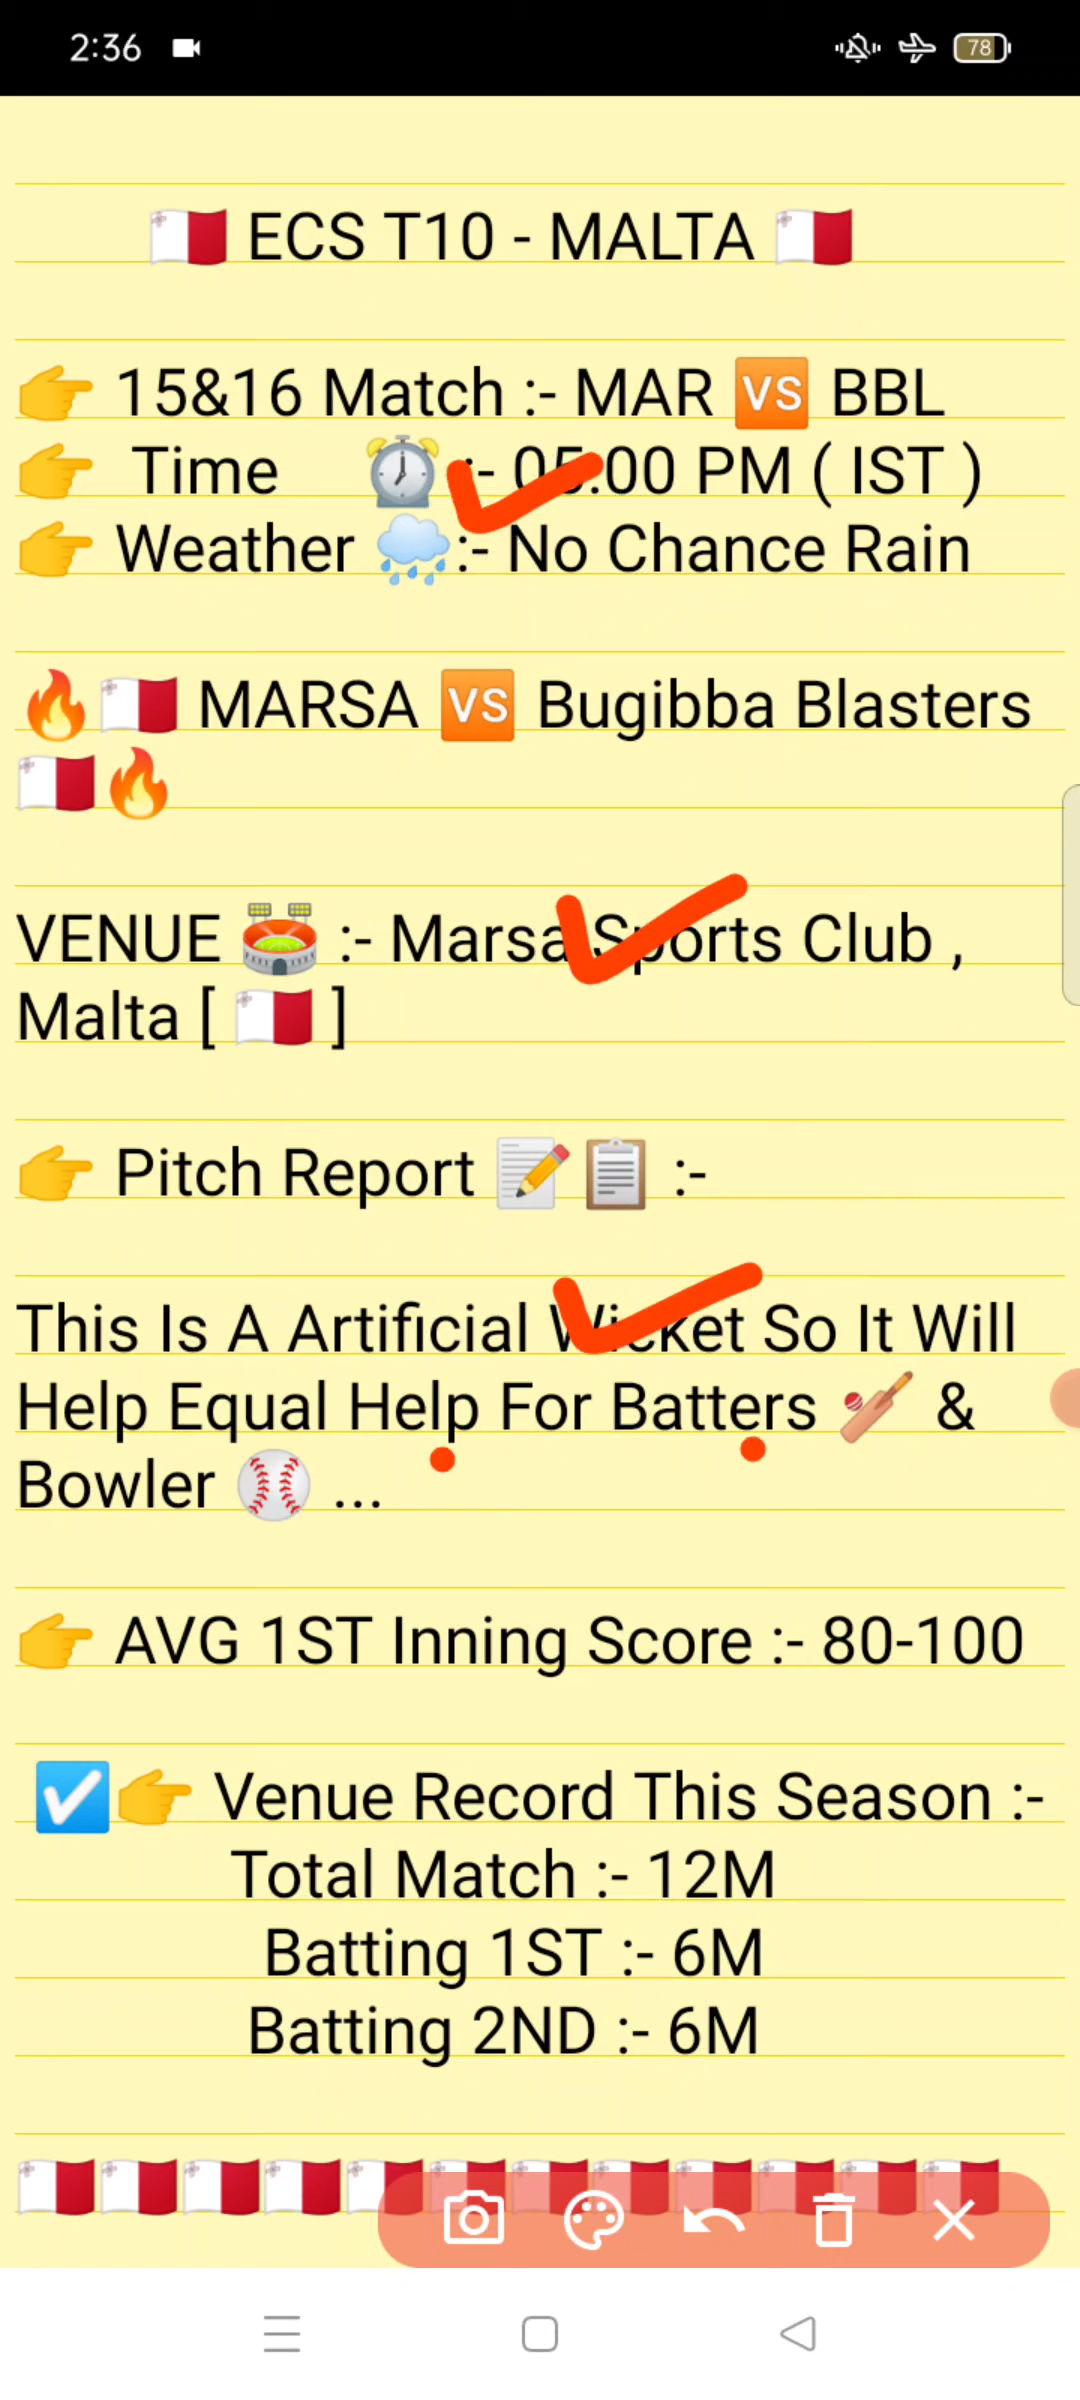 2:36 78
ECS T10 - MALTA
15&16 Match :- MAR VS BBL
Time :- 05.00 PM ( IST )
Weather :- No Chance Rain
MARSA VS Bugibba Blasters
VENUE :- Marsa Sports Club ,
Malta [ ]
Pitch Report :-
This Is A Artificial Wicket So It Will
Help Equal Help For Batters &
Bowler ...
AVG 1ST Inning Score :- 80-100
Venue Record This Season :-
Total Match :- 12M
Batting 1ST :- 6M
Batting 2ND :- 6M